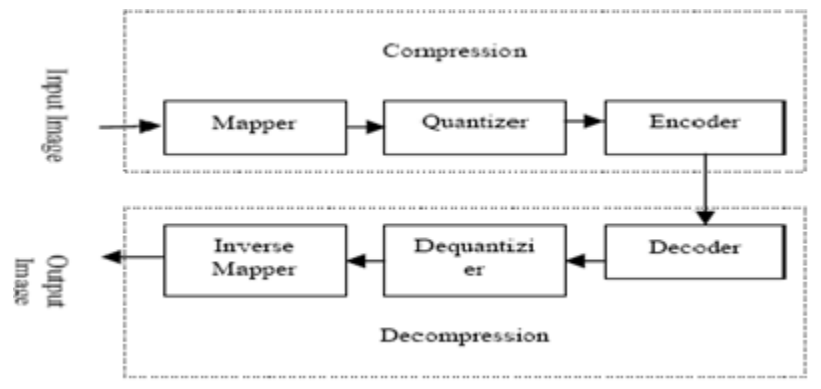 Compression
Input Image
Mapper
Quantizer
Encoder
Decoder
Dequantizi
er
Inverse
Mapper
Output
Image
Decompression